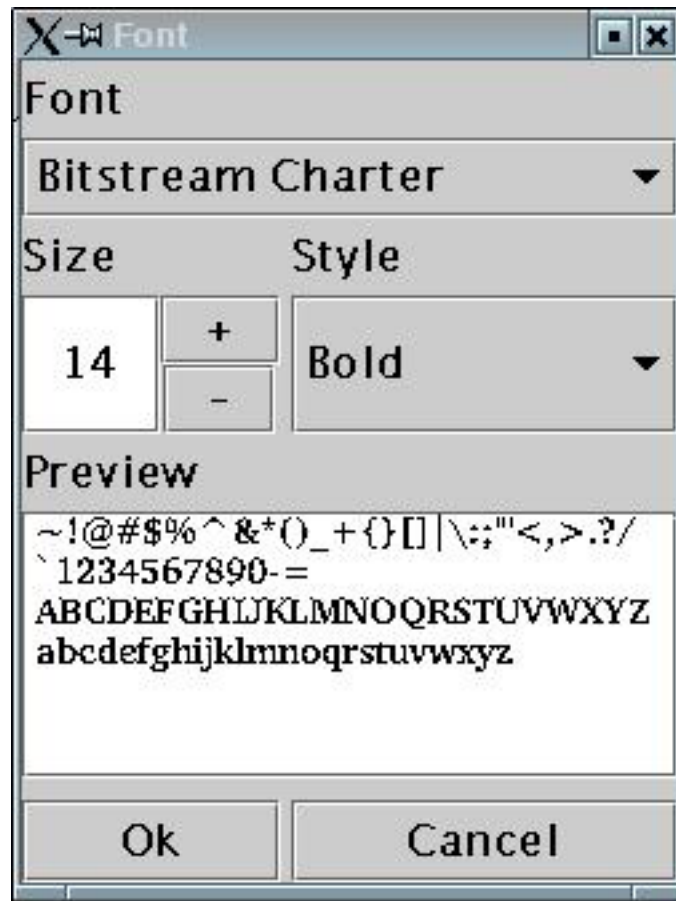 Font
Font
Bitstream Charter
Size Style
14 + - Bold
Preview
~!@#$%^&*()_+{}[]|\:;"'<,>.?/
`1234567890-=
ABCDEFGHIJKLMNOQRSTUVWXYZ
abcdefghijklmnoqrstuvwxyz
Ok Cancel